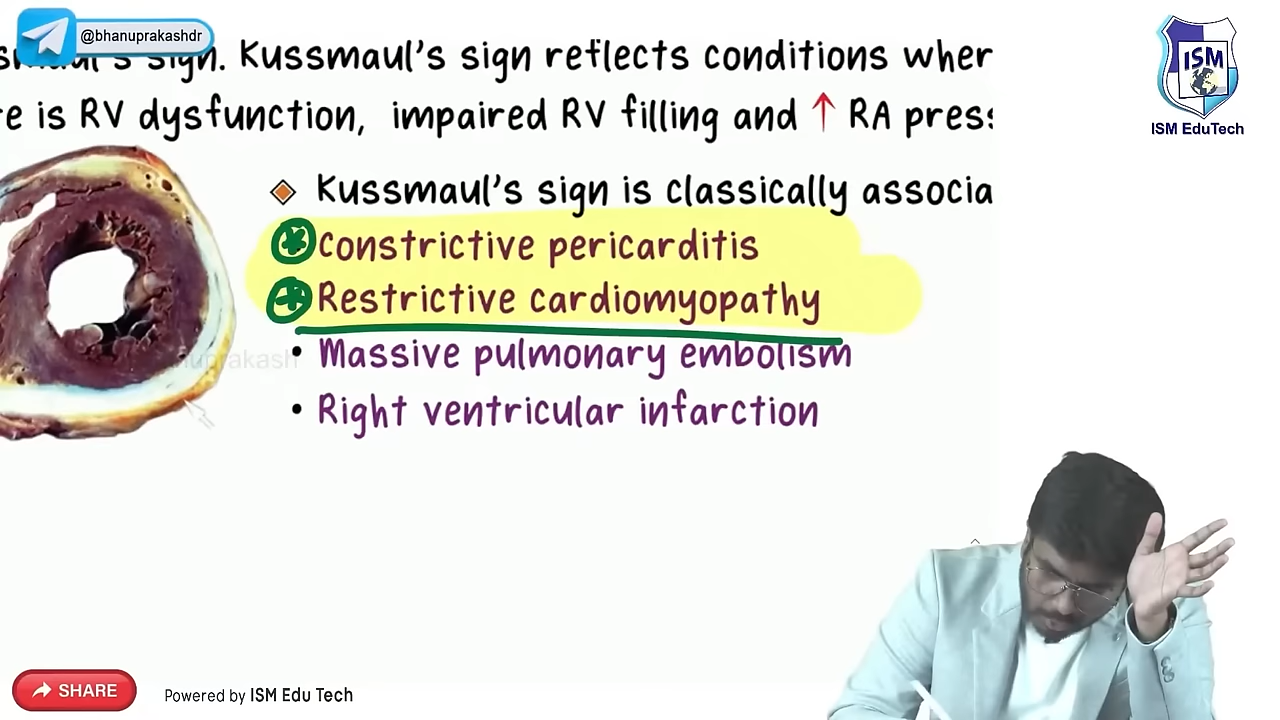 @bhanuprakashdr
ISM
ISM EduTech
sign. Kussmaul's sign reflects conditions wher
e is RV dysfunction, impaired RV filling and ↑ RA press
Kussmaul's sign is classically associa
Constrictive pericarditis
Restrictive cardiomyopathy
• Massive pulmonary embolism
• Right ventricular infarction
SHARE
Powered by ISM Edu Tech